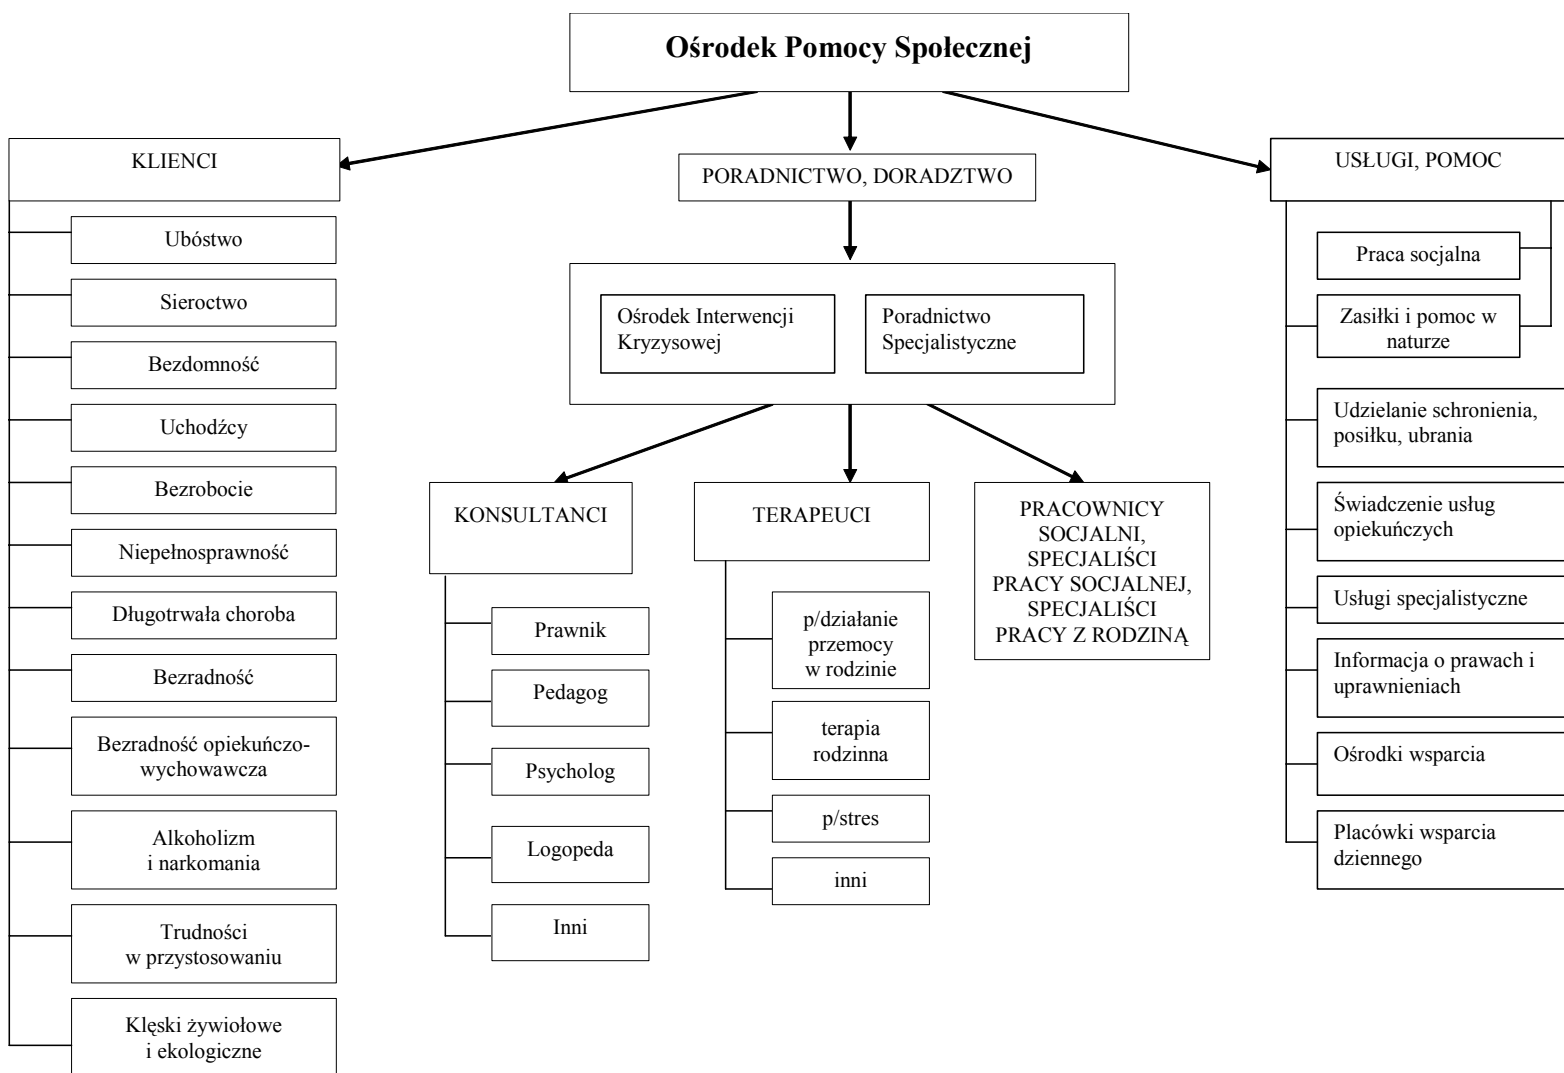 Ośrodek Pomocy Społecznej
KLIENCI
Ubóstwo
Sieroctwo
Bezdomność
Uchodźcy
Bezrobocie
Niepełnosprawność
Długotrwała choroba
Bezradność
Bezradność opiekuńczo-
wychowawcza
Alkoholizm
i narkomania
Trudności
w przystosowaniu
Klęski żywiołowe
i ekologiczne
PORADNICTWO, DORADZTWO
Ośrodek Interwencji
Kryzysowej
Poradnictwo
Specjalistyczne
KONSULTANCI
Prawnik
Pedagog
Psycholog
Logopeda
Inni
TERAPEUCI
p/działanie
przemocy
w rodzinie
terapia
rodzinna
p/stres
inni
PRACOWNICY
SOCJALNI,
SPECJALIŚCI
PRACY SOCJALNEJ,
SPECJALIŚCI
PRACY Z RODZINĄ
USŁUGI, POMOC
Praca socjalna
Zasiłki i pomoc w
naturze
Udzielanie schronienia,
posiłku, ubrania
Świadczenie usług
opiekuńczych
Usługi specjalistyczne
Informacja o prawach i
uprawnieniach
Ośrodki wsparcia
Placówki wsparcia
dziennego